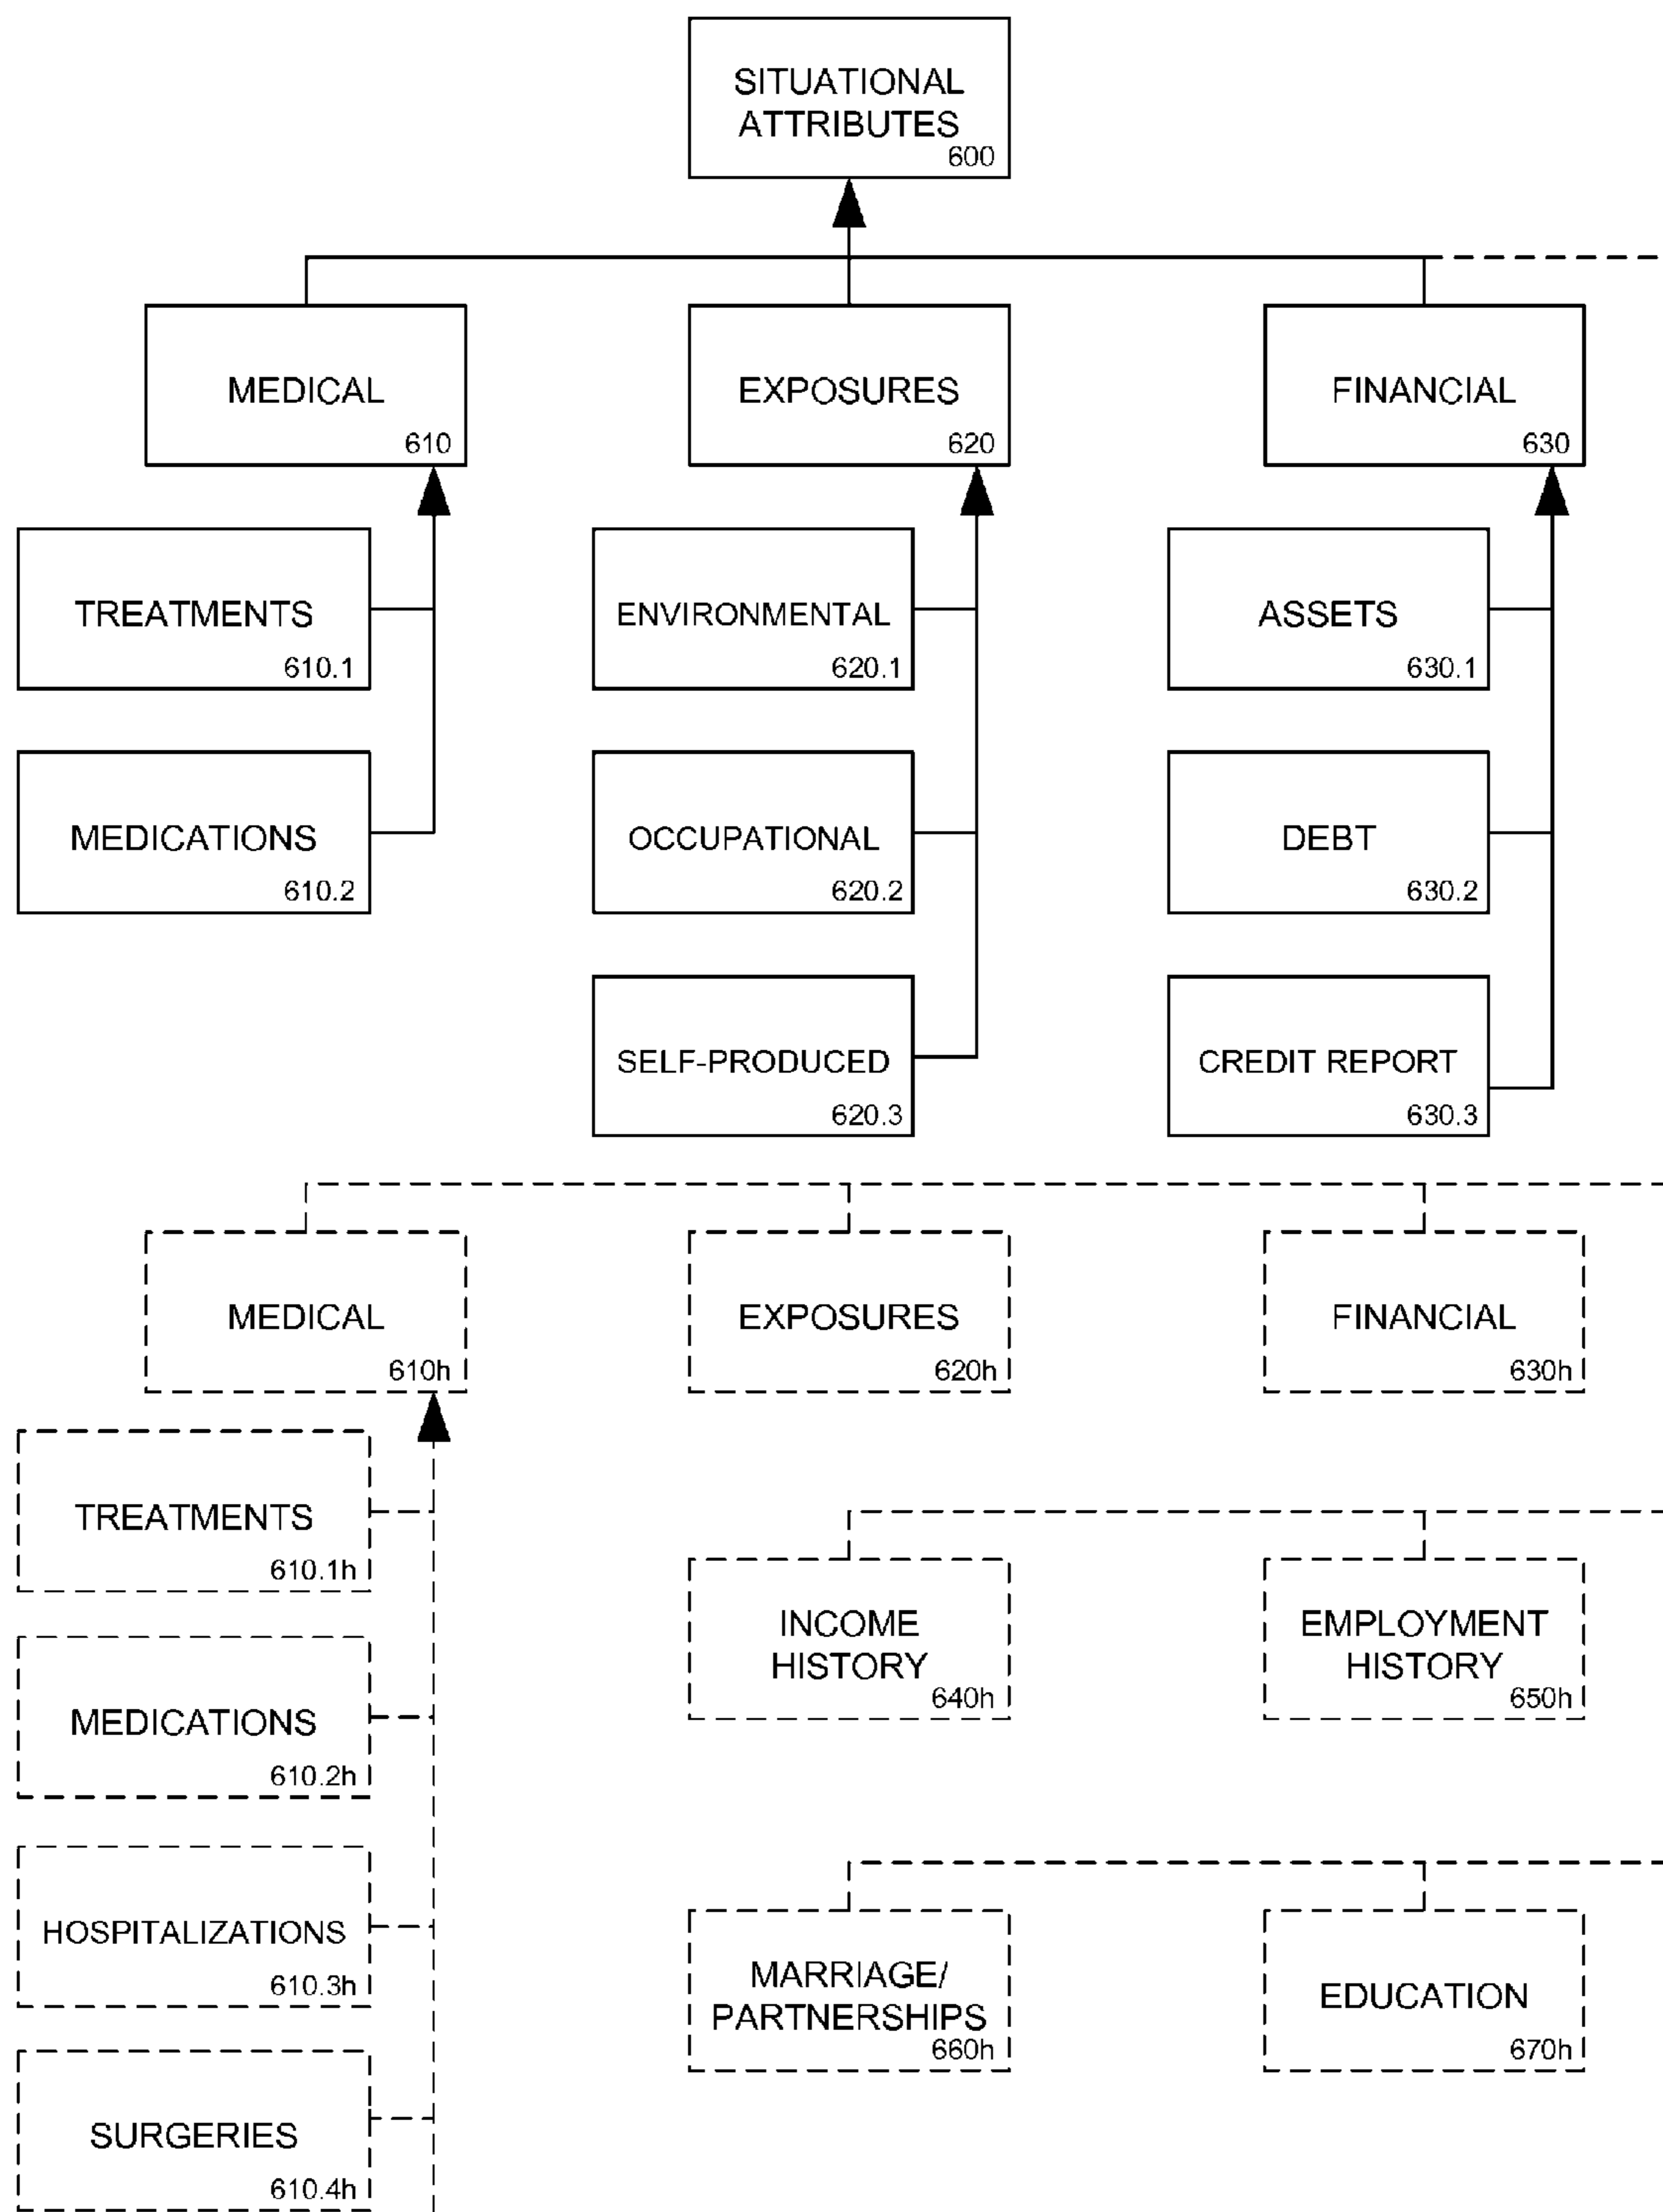 SITUATIONAL
ATTRIBUTES
600
MEDICAL
610
EXPOSURES
620
FINANCIAL
630
TREATMENTS
610.1
ENVIRONMENTAL
620.1
ASSETS
630.1
MEDICATIONS
610.2
OCCUPATIONAL
620.2
DEBT
630.2
SELF-PRODUCED
620.3
CREDIT REPORT
630.3
MEDICAL
610h
EXPOSURES
620h
FINANCIAL
630h
TREATMENTS
610.1h
INCOME
HISTORY
640h
EMPLOYMENT
HISTORY
650h
MEDICATIONS
610.2h
HOSPITALIZATIONS
610.3h
MARRIAGE/
PARTNERSHIPS
660h
EDUCATION
670h
SURGERIES
610.4h